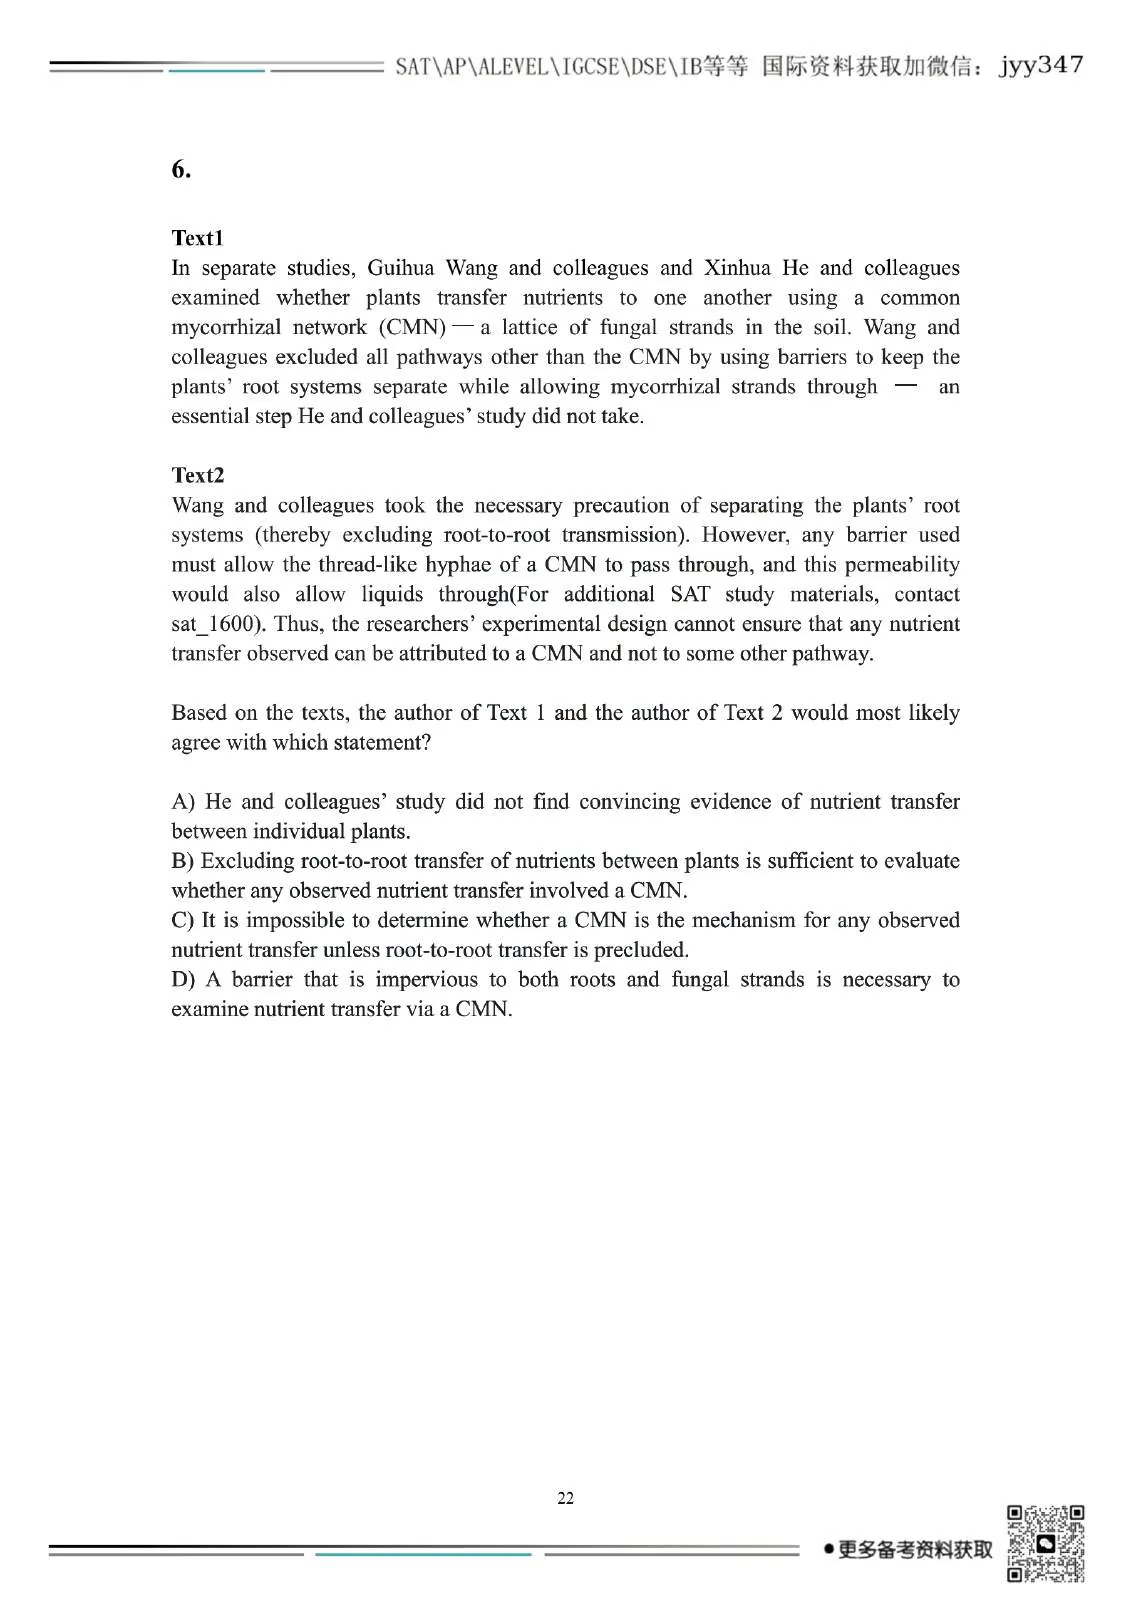 SAT\AP\ALEVEL\IGCSE\DSE\IB等等 国际资料获取加微信：jyy347
6.
Text1
In separate studies, Guihua Wang and colleagues and Xinhua He and colleagues
examined whether plants transfer nutrients to one another using a common
mycorrhizal network (CMN) — a lattice of fungal strands in the soil. Wang and
colleagues excluded all pathways other than the CMN by using barriers to keep the
plants’ root systems separate while allowing mycorrhizal strands through — an
essential step He and colleagues’ study did not take.
Text2
Wang and colleagues took the necessary precaution of separating the plants’ root
systems (thereby excluding root-to-root transmission). However, any barrier used
must allow the thread-like hyphae of a CMN to pass through, and this permeability
would also allow liquids through(For additional SAT study materials, contact
sat_1600). Thus, the researchers’ experimental design cannot ensure that any nutrient
transfer observed can be attributed to a CMN and not to some other pathway.
Based on the texts, the author of Text 1 and the author of Text 2 would most likely
agree with which statement?
A) He and colleagues’ study did not find convincing evidence of nutrient transfer
between individual plants.
B) Excluding root-to-root transfer of nutrients between plants is sufficient to evaluate
whether any observed nutrient transfer involved a CMN.
C) It is impossible to determine whether a CMN is the mechanism for any observed
nutrient transfer unless root-to-root transfer is precluded.
D) A barrier that is impervious to both roots and fungal strands is necessary to
examine nutrient transfer via a CMN.
22
●更多备考资料获取